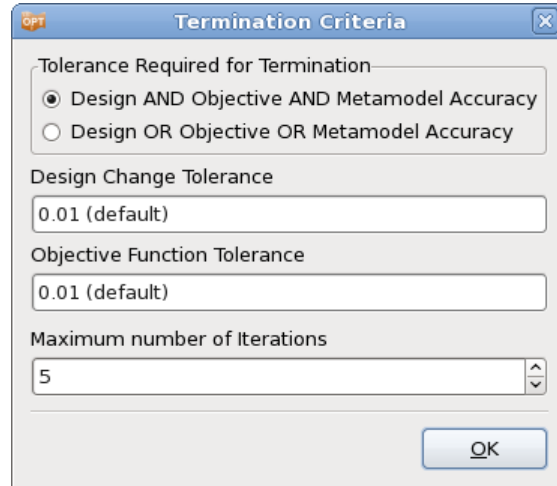 OPT
Termination Criteria
Tolerance Required for Termination
Design AND Objective AND Metamodel Accuracy
Design OR Objective OR Metamodel Accuracy
Design Change Tolerance
0.01 (default)
Objective Function Tolerance
0.01 (default)
Maximum number of Iterations
5
OK